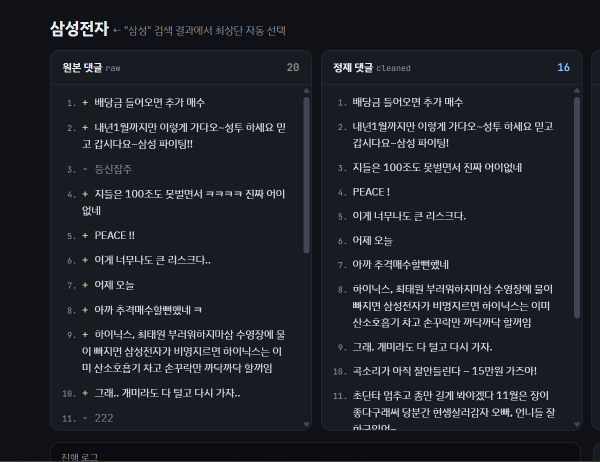 삼성전자 ← "삼성" 검색 결과에서 최상단 자동 선택
원본 댓글 raw 20
1. + 배당금 들어오면 추가 매수
2. + 내년1월까지만 이렇게 가다오~성투 하세요 믿
고 갑시다요~삼성 파이팅!!
3. - 등신잡주
4. + 지들은 100조도 못벌면서 ㅋㅋㅋㅋ 진짜 어이
없네
5. + PEACE !!
6. + 이게 너무나도 큰 리스크다..
7. + 어제 오늘
8. + 아까 추격매수할뻔했네 ㅋ
9. + 하이닉스, 최태원 부러워하지마삼 수영장에 물
이 빠지면 삼성전자가 비명지르면 하이닉스는 이
미 산소호흡기 차고 손꾸락만 까닥까닥 할꺼임
10. + 그래.. 개미라도 다 털고 다시 가자..
11. - 222
정제 댓글 cleaned 16
1. 배당금 들어오면 추가 매수
2. 내년1월까지만 이렇게 가다오~성투 하세요 믿고
갑시다요~삼성 파이팅!
3. 지들은 100조도 못벌면서 진짜 어이없네
4. PEACE !
5. 이게 너무나도 큰 리스크다.
6. 어제 오늘
7. 아까 추격매수할뻔했네
8. 하이닉스, 최태원 부러워하지마삼 수영장에 물이
빠지면 삼성전자가 비명지르면 하이닉스는 이미
산소호흡기 차고 손꾸락만 까닥까닥 할꺼임
9. 그래. 개미라도 다 털고 다시 가자.
10. 곡소리가 아직 잘안들린다 ~ 15만원 가즈아!
11. 초단타 멈추고 좀만 길게 봐야겠다 11월은 장이
좋다구래써 당분간 현생살러감자 오빠, 언니들 잘
진행 로그